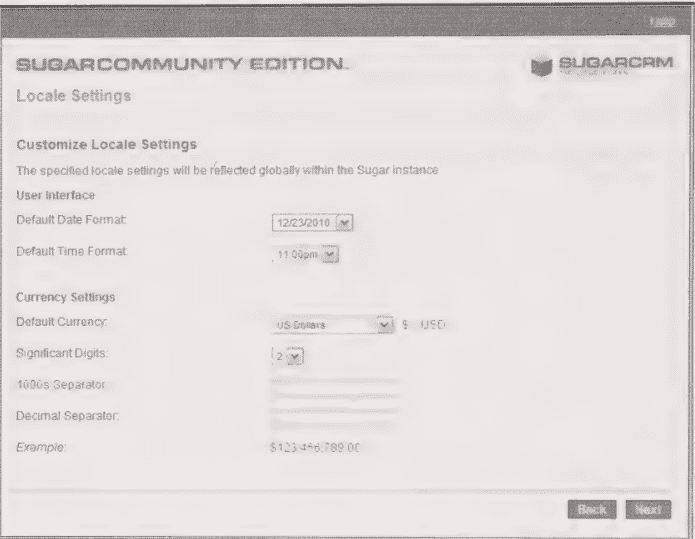 SUGARCOMMUNITY EDITION
SUGARCRM
Locale Settings
Customize Locale Settings
The specified locale settings will be reflected globally within the Sugar instance
User Interface
Default Date Format:
12/23/2010
Default Time Format:
11:00pm
Currency Settings
Default Currency:
US Dollars
$ USD
Significant Digits:
2
1000s Separator
Decimal Separator:
Example:
$123,456,789.00
Back
Next